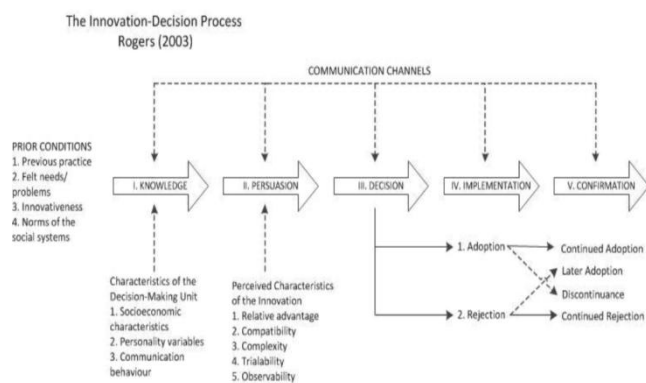 The Innovation-Decision Process
Rogers (2003)
COMMUNICATION CHANNELS
PRIOR CONDITIONS
1. Previous practice
2. Felt needs/
problems
3. Innovativeness
4. Norms of the
social systems
I. KNOWLEDGE
II. PERSUASION
III. DECISION
IV. IMPLEMENTATION
V. CONFIRMATION
Characteristics of the
Decision-Making Unit
1. Socioeconomic
characteristics
2. Personality variables
3. Communication
behaviour
Perceived Characteristics
of the Innovation
1. Relative advantage
2. Compatibility
3. Complexity
4. Trialability
5. Observability
1. Adoption
2. Rejection
Continued Adoption
Later Adoption
Discontinuance
Continued Rejection